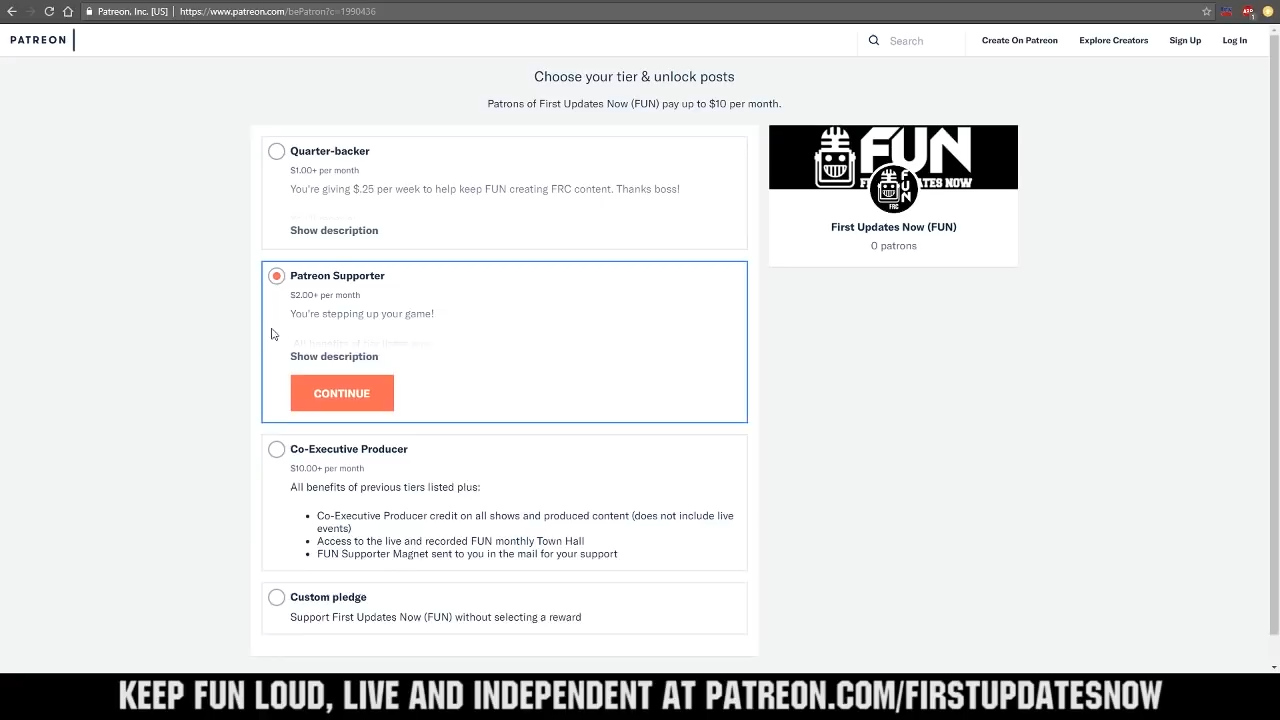 Patreon, Inc. [US] | https://www.patreon.com/bePatron?c=1990436
PATREON
Search
Create On Patreon
Explore Creators
Sign Up
Log In
Choose your tier & unlock posts
Patrons of First Updates Now (FUN) pay up to $10 per month.
Quarter-backer
$1.00+ per month
You're giving $.25 per week to help keep FUN creating FRC content. Thanks boss!
Show description
Patreon Supporter
$2.00+ per month
You're stepping up your game!
Show description
CONTINUE
Co-Executive Producer
$10.00+ per month
All benefits of previous tiers listed plus:
• Co-Executive Producer credit on all shows and produced content (does not include live
events)
• Access to the live and recorded FUN monthly Town Hall
• FUN Supporter Magnet sent to you in the mail for your support
Custom pledge
Support First Updates Now (FUN) without selecting a reward
FUN
FUN
FRC
First Updates Now (FUN)
0 patrons
KEEP FUN LOUD, LIVE AND INDEPENDENT AT PATREON.COM/FIRSTUPDATESNOW